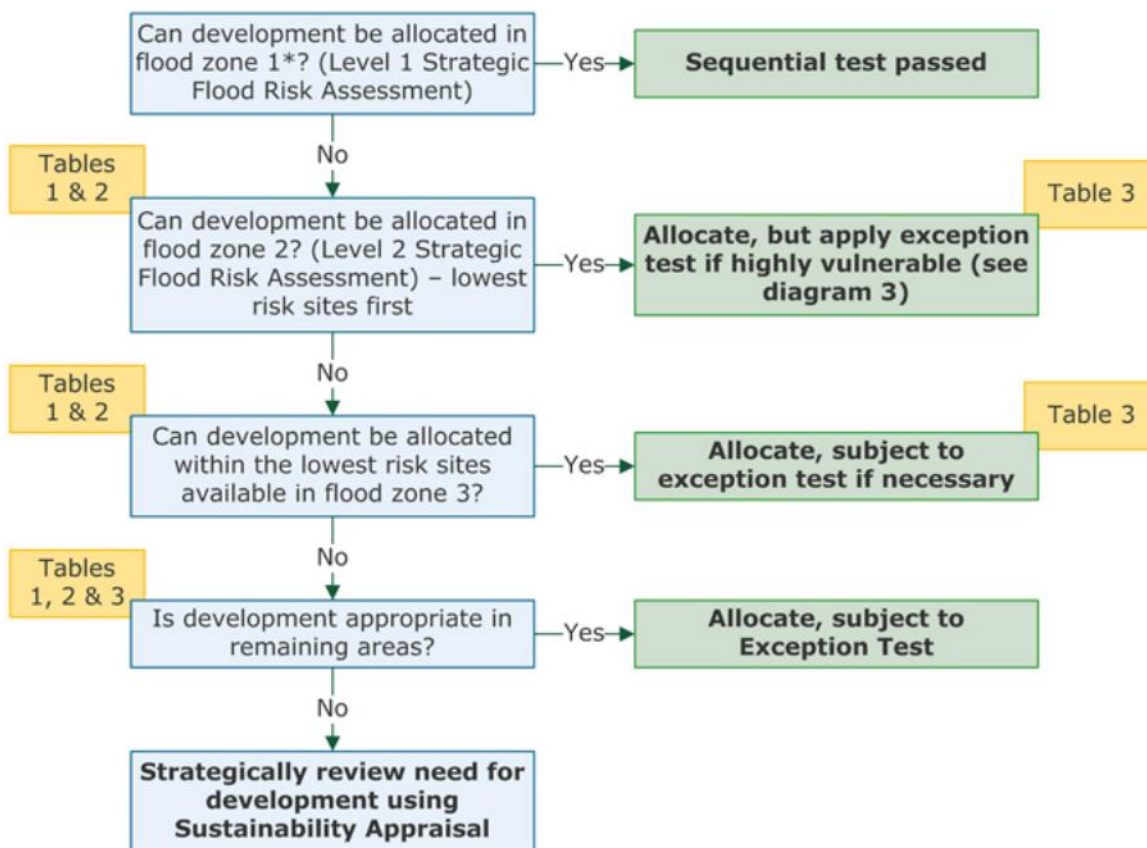 Can development be allocated in
flood zone 1*? (Level 1 Strategic
Flood Risk Assessment)
Yes
Sequential test passed
No
Tables
1 & 2
Can development be allocated in
flood zone 2? (Level 2 Strategic
Flood Risk Assessment) – lowest
risk sites first
Yes
Table 3
Allocate, but apply exception
test if highly vulnerable (see
diagram 3)
No
Tables
1 & 2
Can development be allocated
within the lowest risk sites
available in flood zone 3?
Yes
Table 3
Allocate, subject to
exception test if necessary
No
Tables
1, 2 & 3
Is development appropriate in
remaining areas?
Yes
Allocate, subject to
Exception Test
No
Strategically review need for
development using
Sustainability Appraisal